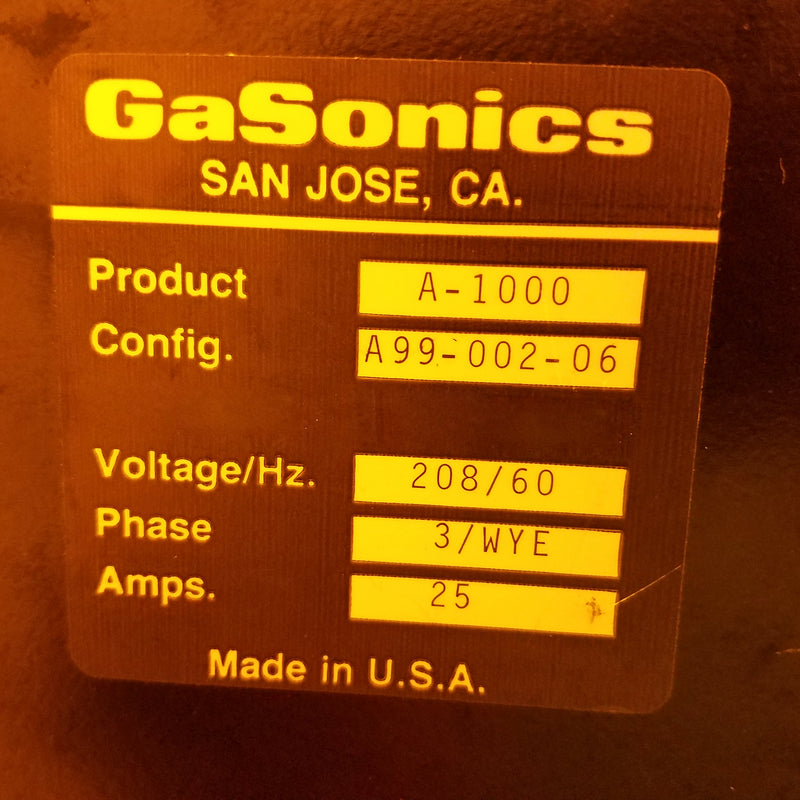 GaSonics
SAN JOSE, CA.
Product A-1000
Config. A99-002-06
Voltage/Hz. 208/60
Phase 3/WYE
Amps. 25
Made in U.S.A.